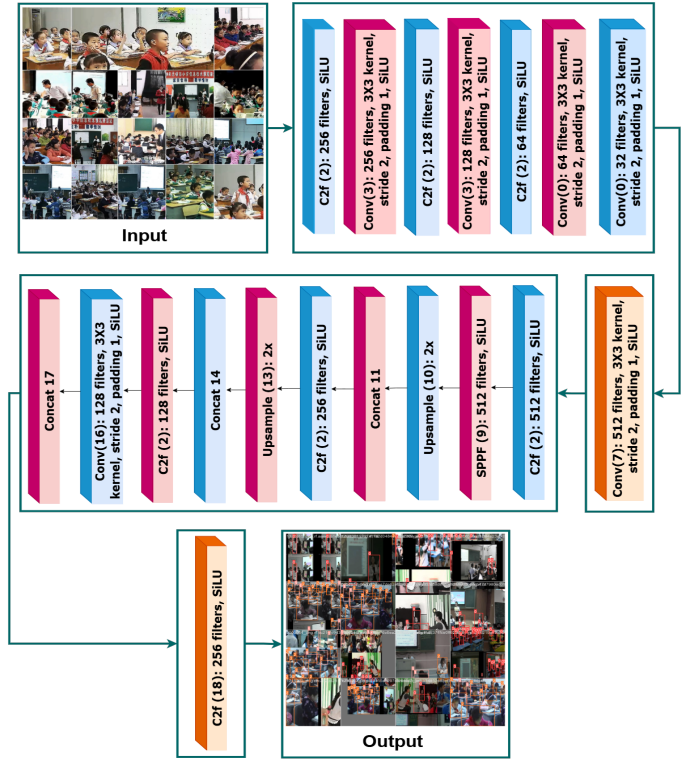 Input
C2f (2): 256 filters, SiLU
Conv(3): 256 filters, 3X3 kernel,
stride 2, padding 1, SiLU
C2f (2): 128 filters, SiLU
Conv(3): 128 filters, 3X3 kernel,
stride 2, padding 1, SiLU
C2f (2): 64 filters, SiLU
Conv(0): 64 filters, 3X3 kernel,
stride 2, padding 1, SiLU
Conv(0): 32 filters, 3X3 kernel,
stride 2, padding 1, SiLU
Concat 17
Conv(16): 128 filters, 3X3
kernel, stride 2, padding 1, SiLU
C2f (2): 128 filters, SiLU
Concat 14
Upsample (13): 2x
C2f (2): 256 filters, SiLU
Concat 11
Upsample (10): 2x
SPPF (9): 512 filters, SiLU
C2f (2): 512 filters, SiLU
Conv(7): 512 filters, 3X3 kernel,
stride 2, padding 1, SiLU
C2f (18): 256 filters, SiLU
Output